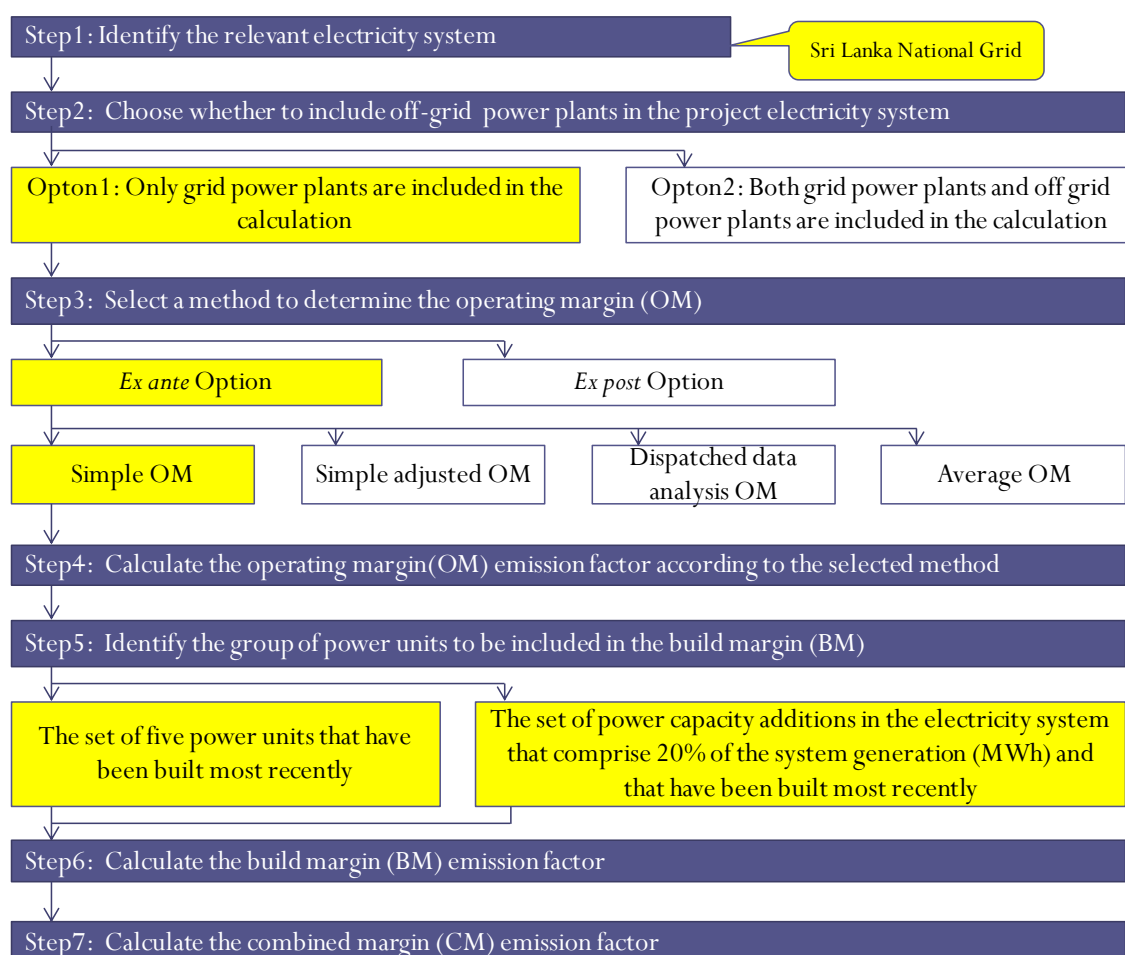 Step1: Identify the relevant electricity system
Sri Lanka National Grid
Step2: Choose whether to include off-grid power plants in the project electricity system
Opton1: Only grid power plants are included in the
calculation
Opton2: Both grid power plants and off grid
power plants are included in the calculation
Step3: Select a method to determine the operating margin (OM)
Ex ante Option
Ex post Option
Simple OM
Simple adjusted OM
Dispatched data
analysis OM
Average OM
Step4: Calculate the operating margin(OM) emission factor according to the selected method
Step5: Identify the group of power units to be included in the build margin (BM)
The set of five power units that have
been built most recently
The set of power capacity additions in the electricity system
that comprise 20% of the system generation (MWh) and
that have been built most recently
Step6: Calculate the build margin (BM) emission factor
Step7: Calculate the combined margin (CM) emission factor